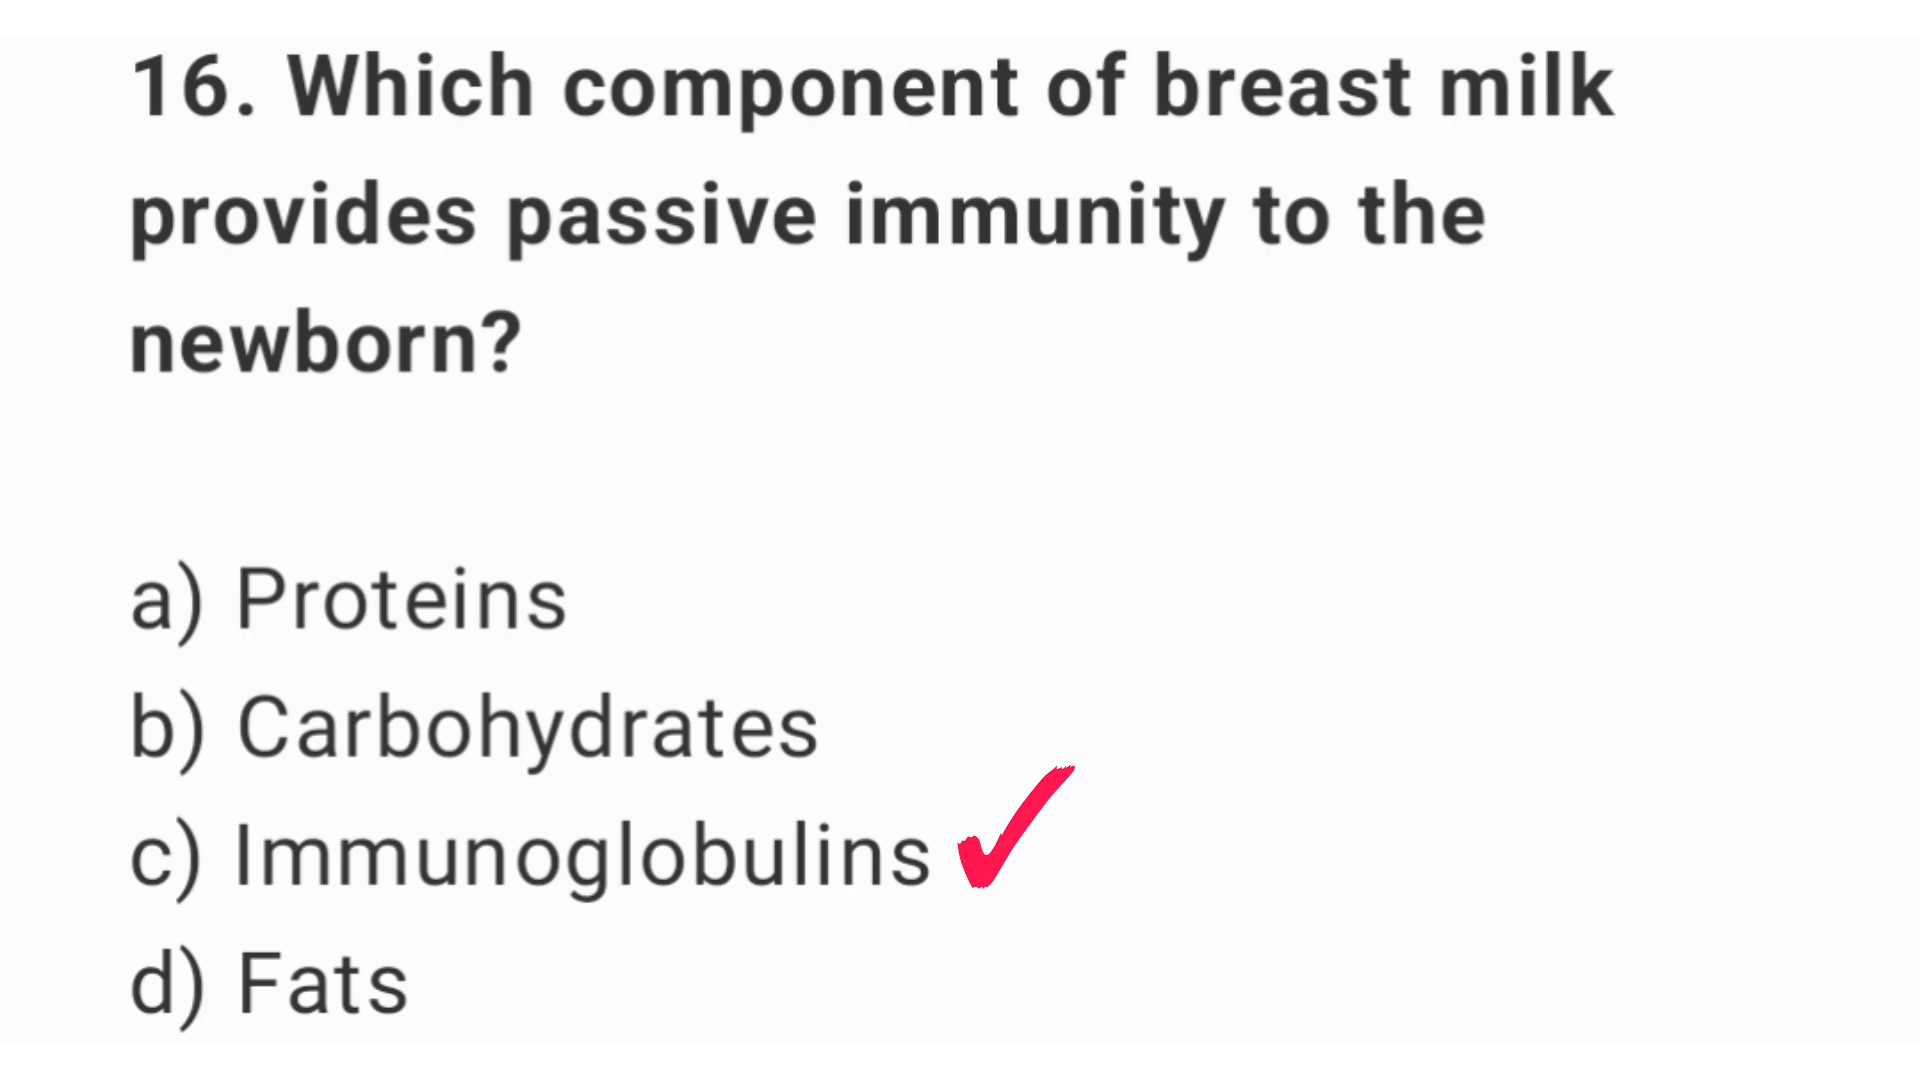 16. Which component of breast milk
provides passive immunity to the
newborn?
a) Proteins
b) Carbohydrates
c) Immunoglobulins
d) Fats